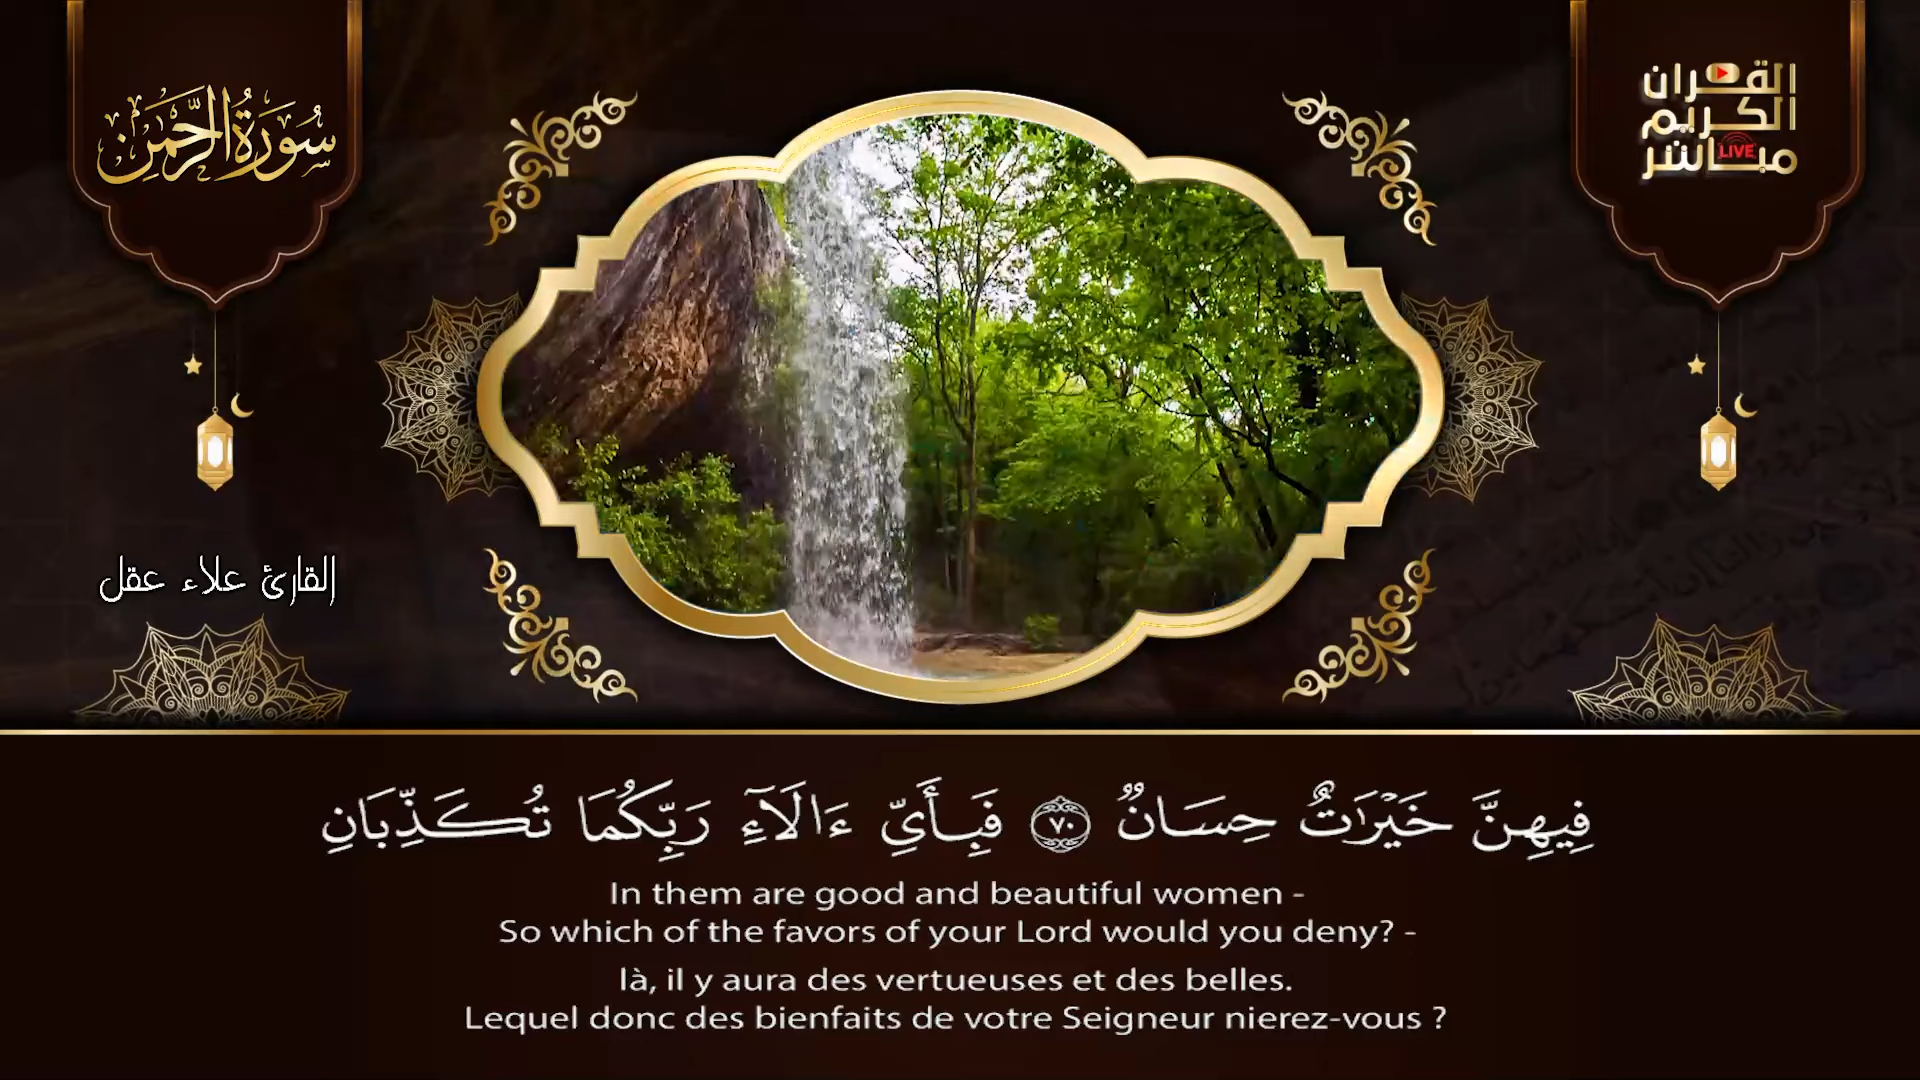 سُورَةُ الرَّحْمَٰن
القرآن
الكريم
مباشر
LIVE
القارئ علاء عقل
فِيهِنَّ خَيْرَٰتٌ حِسَانٌ ٧٠ فَبِأَيِّ ءَالَآءِ رَبِّكُمَا تُكَذِّبَانِ
In them are good and beautiful women -
So which of the favors of your Lord would you deny? -
là, il y aura des vertueuses et des belles.
Lequel donc des bienfaits de votre Seigneur nierez-vous ?